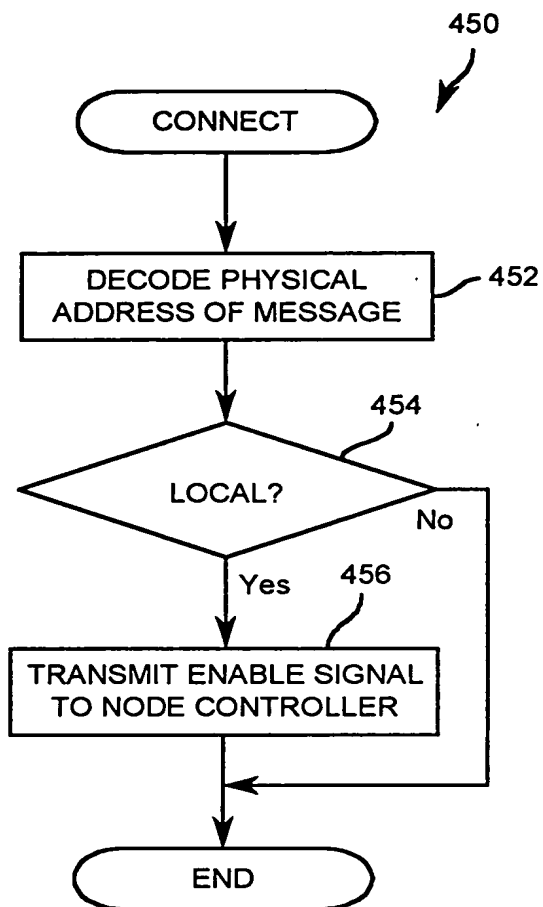 450
CONNECT
DECODE PHYSICAL
ADDRESS OF MESSAGE
452
454
LOCAL?
No
Yes
456
TRANSMIT ENABLE SIGNAL
TO NODE CONTROLLER
END